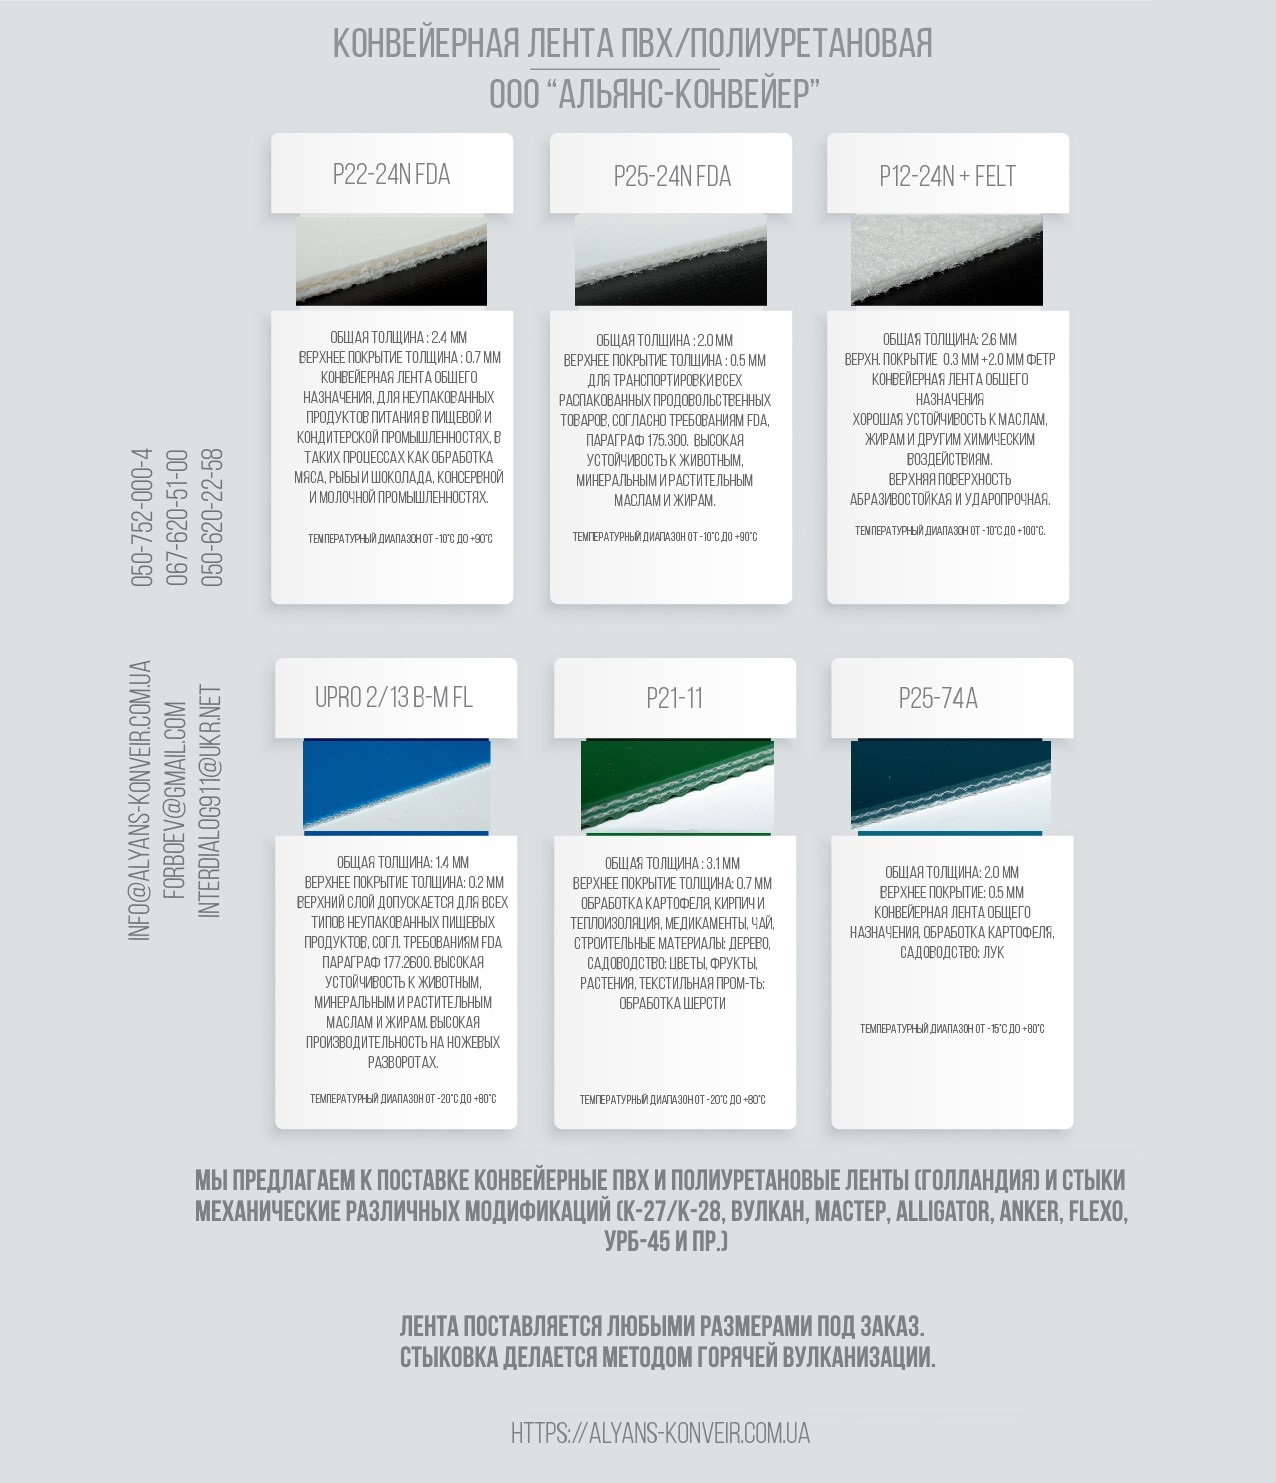 КОНВЕЙЕРНАЯ ЛЕНТА ПВХ/ПОЛИУРЕТАНОВАЯ
ООО “АЛЬЯНС-КОНВЕЙЕР”
P22-24N FDA
ОБЩАЯ ТОЛЩИНА : 2.4 ММ
ВЕРХНЕЕ ПОКРЫТИЕ ТОЛЩИНА : 0.7 ММ
КОНВЕЙЕРНАЯ ЛЕНТА ОБЩЕГО
НАЗНАЧЕНИЯ, ДЛЯ НЕУПАКОВАННЫХ
ПРОДУКТОВ ПИТАНИЯ В ПИЩЕВОЙ И
КОНДИТЕРСКОЙ ПРОМЫШЛЕННОСТЯХ, В
ТАКИХ ПРОЦЕССАХ КАК ОБРАБОТКА
МЯСА, РЫБЫ И ШОКОЛАДА, КОНСЕРВНОЙ
И МОЛОЧНОЙ ПРОМЫШЛЕННОСТЯХ.
ТЕМПЕРАТУРНЫЙ ДИАПАЗОН ОТ -10°С ДО +90°С
P25-24N FDA
ОБЩАЯ ТОЛЩИНА : 2.0 ММ
ВЕРХНЕЕ ПОКРЫТИЕ ТОЛЩИНА : 0.5 ММ
ДЛЯ ТРАНСПОРТИРОВКИ ВСЕХ
РАСПАКОВАННЫХ ПРОДОВОЛЬСТВЕННЫХ
ТОВАРОВ, СОГЛАСНО ТРЕБОВАНИЯМ FDA,
ПАРАГРАФ 175.300. ВЫСОКАЯ
УСТОЙЧИВОСТЬ К ЖИВОТНЫМ,
МИНЕРАЛЬНЫМ И РАСТИТЕЛЬНЫМ
МАСЛАМ И ЖИРАМ.
ТЕМПЕРАТУРНЫЙ ДИАПАЗОН ОТ -10°С ДО +90°С
P12-24N + FELT
ОБЩАЯ ТОЛЩИНА: 2.6 ММ
ВЕРХН. ПОКРЫТИЕ 0.3 ММ +2.0 ММ ФЕТР
КОНВЕЙЕРНАЯ ЛЕНТА ОБЩЕГО
НАЗНАЧЕНИЯ
ХОРОШАЯ УСТОЙЧИВОСТЬ К МАСЛАМ,
ЖИРАМ И ДРУГИМ ХИМИЧЕСКИМ
ВОЗДЕЙСТВИЯМ.
ВЕРХНЯЯ ПОВЕРХНОСТЬ
АБРАЗИВОСТОЙКАЯ И УДАРОПРОЧНАЯ.
ТЕМПЕРАТУРНЫЙ ДИАПАЗОН ОТ -10°С ДО +100°С.
050-752-000-4
067-620-51-00
050-620-22-58
INFO@ALYANS-KONVEIR.COM.UA
FORBOEV@GMAIL.COM
INTERDIALOG911@UKR.NET
UPRO 2/13 B-M FL
ОБЩАЯ ТОЛЩИНА: 1.4 ММ
ВЕРХНЕЕ ПОКРЫТИЕ ТОЛЩИНА: 0.2 ММ
ВЕРХНИЙ СЛОЙ ДОПУСКАЕТСЯ ДЛЯ ВСЕХ
ТИПОВ НЕУПАКОВАННЫХ ПИЩЕВЫХ
ПРОДУКТОВ, СОГЛ. ТРЕБОВАНИЯМ FDA
ПАРАГРАФ 177.2600. ВЫСОКАЯ
УСТОЙЧИВОСТЬ К ЖИВОТНЫМ,
МИНЕРАЛЬНЫМ И РАСТИТЕЛЬНЫМ
МАСЛАМ И ЖИРАМ. ВЫСОКАЯ
ПРОИЗВОДИТЕЛЬНОСТЬ НА НОЖЕВЫХ
РАЗВОРОТАХ.
ТЕМПЕРАТУРНЫЙ ДИАПАЗОН ОТ -20°С ДО +80°С
P21-11
ОБЩАЯ ТОЛЩИНА : 3.1 ММ
ВЕРХНЕЕ ПОКРЫТИЕ ТОЛЩИНА: 0.7 ММ
ОБРАБОТКА КАРТОФЕЛЯ, КИРПИЧ И
ТЕПЛОИЗОЛЯЦИЯ, МЕДИКАМЕНТЫ, ЧАЙ,
СТРОИТЕЛЬНЫЕ МАТЕРИАЛЫ: ДЕРЕВО,
САДОВОДСТВО: ЦВЕТЫ, ФРУКТЫ,
РАСТЕНИЯ, ТЕКСТИЛЬНАЯ ПРОМ-ТЬ:
ОБРАБОТКА ШЕРСТИ
ТЕМПЕРАТУРНЫЙ ДИАПАЗОН ОТ -20°С ДО +80°С
P25-74A
ОБЩАЯ ТОЛЩИНА: 2.0 ММ
ВЕРХНЕЕ ПОКРЫТИЕ: 0.5 ММ
КОНВЕЙЕРНАЯ ЛЕНТА ОБЩЕГО
НАЗНАЧЕНИЯ, ОБРАБОТКА КАРТОФЕЛЯ,
САДОВОДСТВО: ЛУК
ТЕМПЕРАТУРНЫЙ ДИАПАЗОН ОТ -15°С ДО +80°С
МЫ ПРЕДЛАГАЕМ К ПОСТАВКЕ КОНВЕЙЕРНЫЕ ПВХ И ПОЛИУРЕТАНОВЫЕ ЛЕНТЫ (ГОЛЛАНДИЯ) И СТЫКИ
МЕХАНИЧЕСКИЕ РАЗЛИЧНЫХ МОДИФИКАЦИЙ (К-27/К-28, ВУЛКАН, МАСТЕР, ALLIGATOR, ANKER, FLEXO,
УРБ-45 И ПР.)
ЛЕНТА ПОСТАВЛЯЕТСЯ ЛЮБЫМИ РАЗМЕРАМИ ПОД ЗАКАЗ.
СТЫКОВКА ДЕЛАЕТСЯ МЕТОДОМ ГОРЯЧЕЙ ВУЛКАНИЗАЦИИ.
HTTPS://ALYANS-KONVEIR.COM.UA